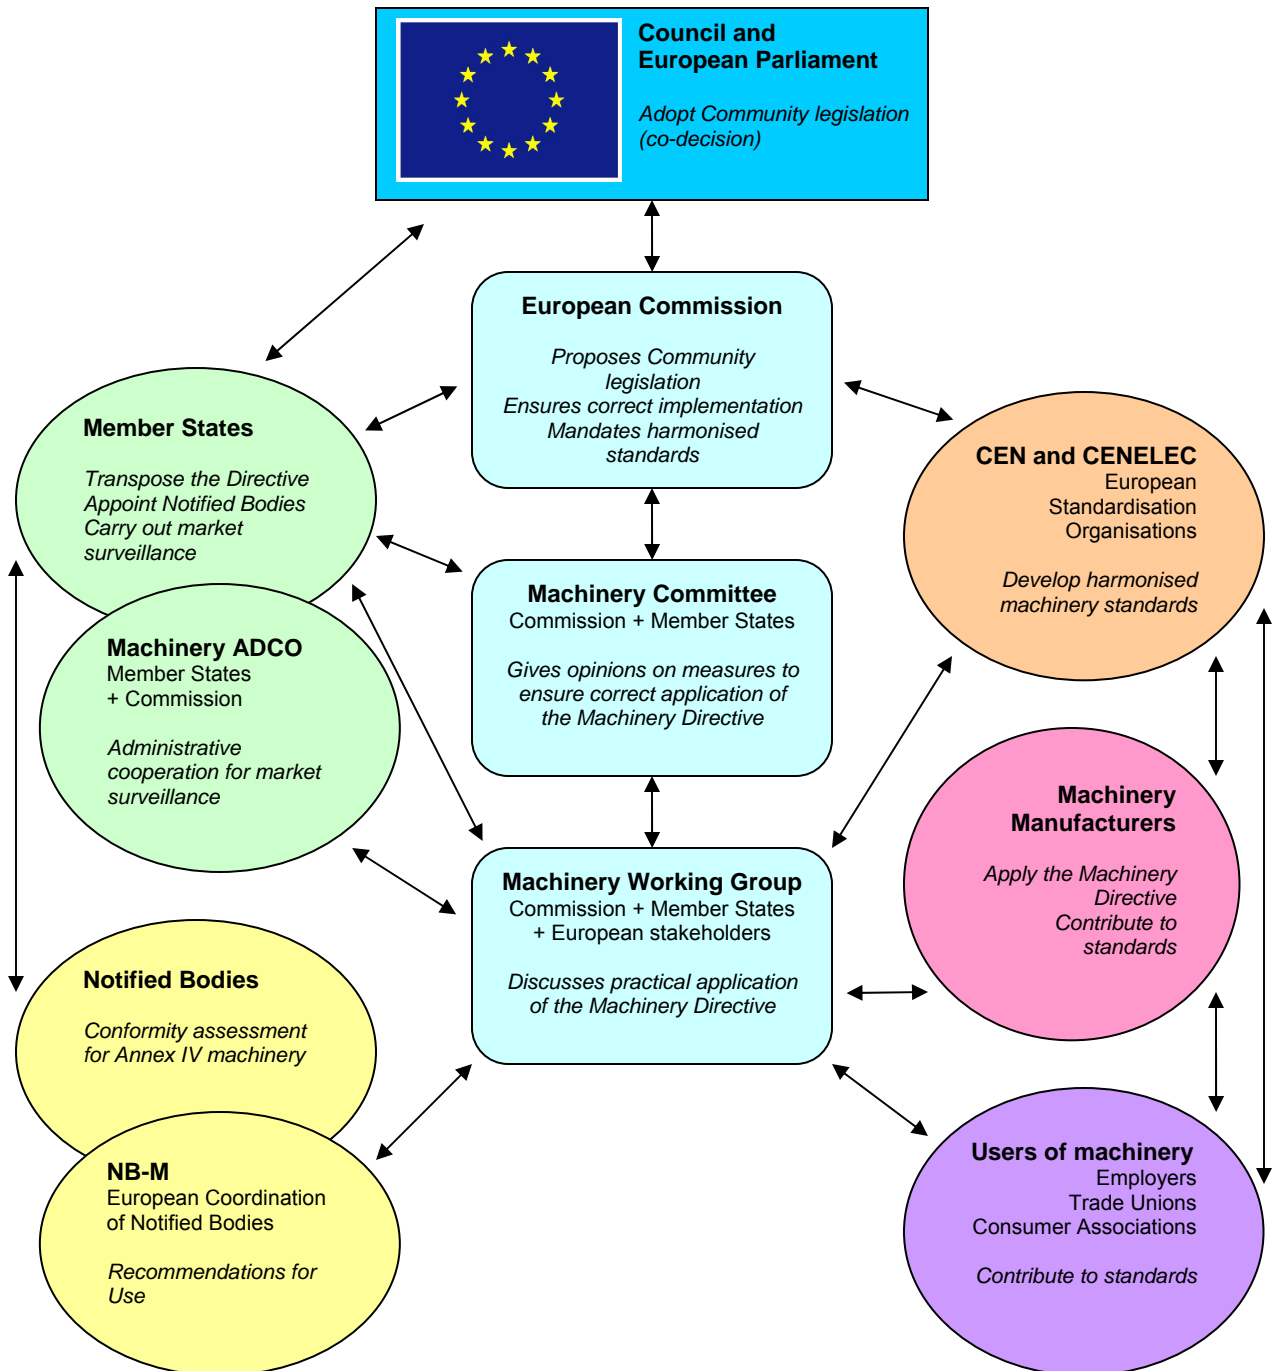 Council and
European Parliament
Adopt Community legislation
(co-decision)
European Commission
Proposes Community
legislation
Ensures correct implementation
Mandates harmonised
standards
Member States
Transpose the Directive
Appoint Notified Bodies
Carry out market
surveillance
CEN and CENELEC
European
Standardisation
Organisations
Develop harmonised
machinery standards
Machinery Committee
Commission + Member States
Gives opinions on measures to
ensure correct application of
the Machinery Directive
Machinery ADCO
Member States
+ Commission
Administrative
cooperation for market
surveillance
Machinery
Manufacturers
Apply the Machinery
Directive
Contribute to
standards
Machinery Working Group
Commission + Member States
+ European stakeholders
Discusses practical application
of the Machinery Directive
Notified Bodies
Conformity assessment
for Annex IV machinery
NB-M
European Coordination
of Notified Bodies
Recommendations for
Use
Users of machinery
Employers
Trade Unions
Consumer Associations
Contribute to standards